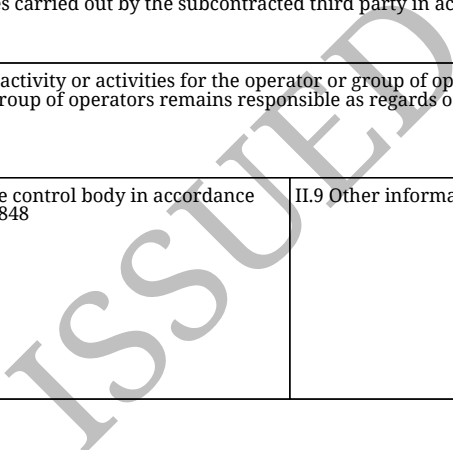 s carried out by the subcontracted third party in ac
activity or activities for the operator or group of op
roup of operators remains responsible as regards o
e control body in accordance
848
II.9 Other informa
ISSUED